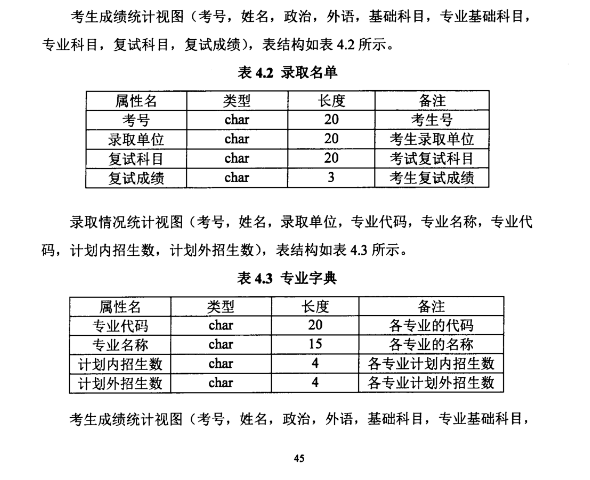 考生成绩统计视图（考号，姓名，政治，外语，基础科目，专业基础科目，
专业科目，复试科目，复试成绩），表结构如表 4.2 所示。
表 4.2 录取名单
属性名 类型 长度 备注
考号 char 20 考生号
录取单位 char 20 考生录取单位
复试科目 char 20 考试复试科目
复试成绩 char 3 考生复试成绩
录取情况统计视图（考号，姓名，录取单位，专业代码，专业名称，专业代
码，计划内招生数，计划外招生数），表结构如表 4.3 所示。
表 4.3 专业字典
属性名 类型 长度 备注
专业代码 char 20 各专业的代码
专业名称 char 15 各专业的名称
计划内招生数 char 4 各专业计划内招生数
计划外招生数 char 4 各专业计划外招生数
考生成绩统计视图（考号，姓名，政治，外语，基础科目，专业基础科目，
45